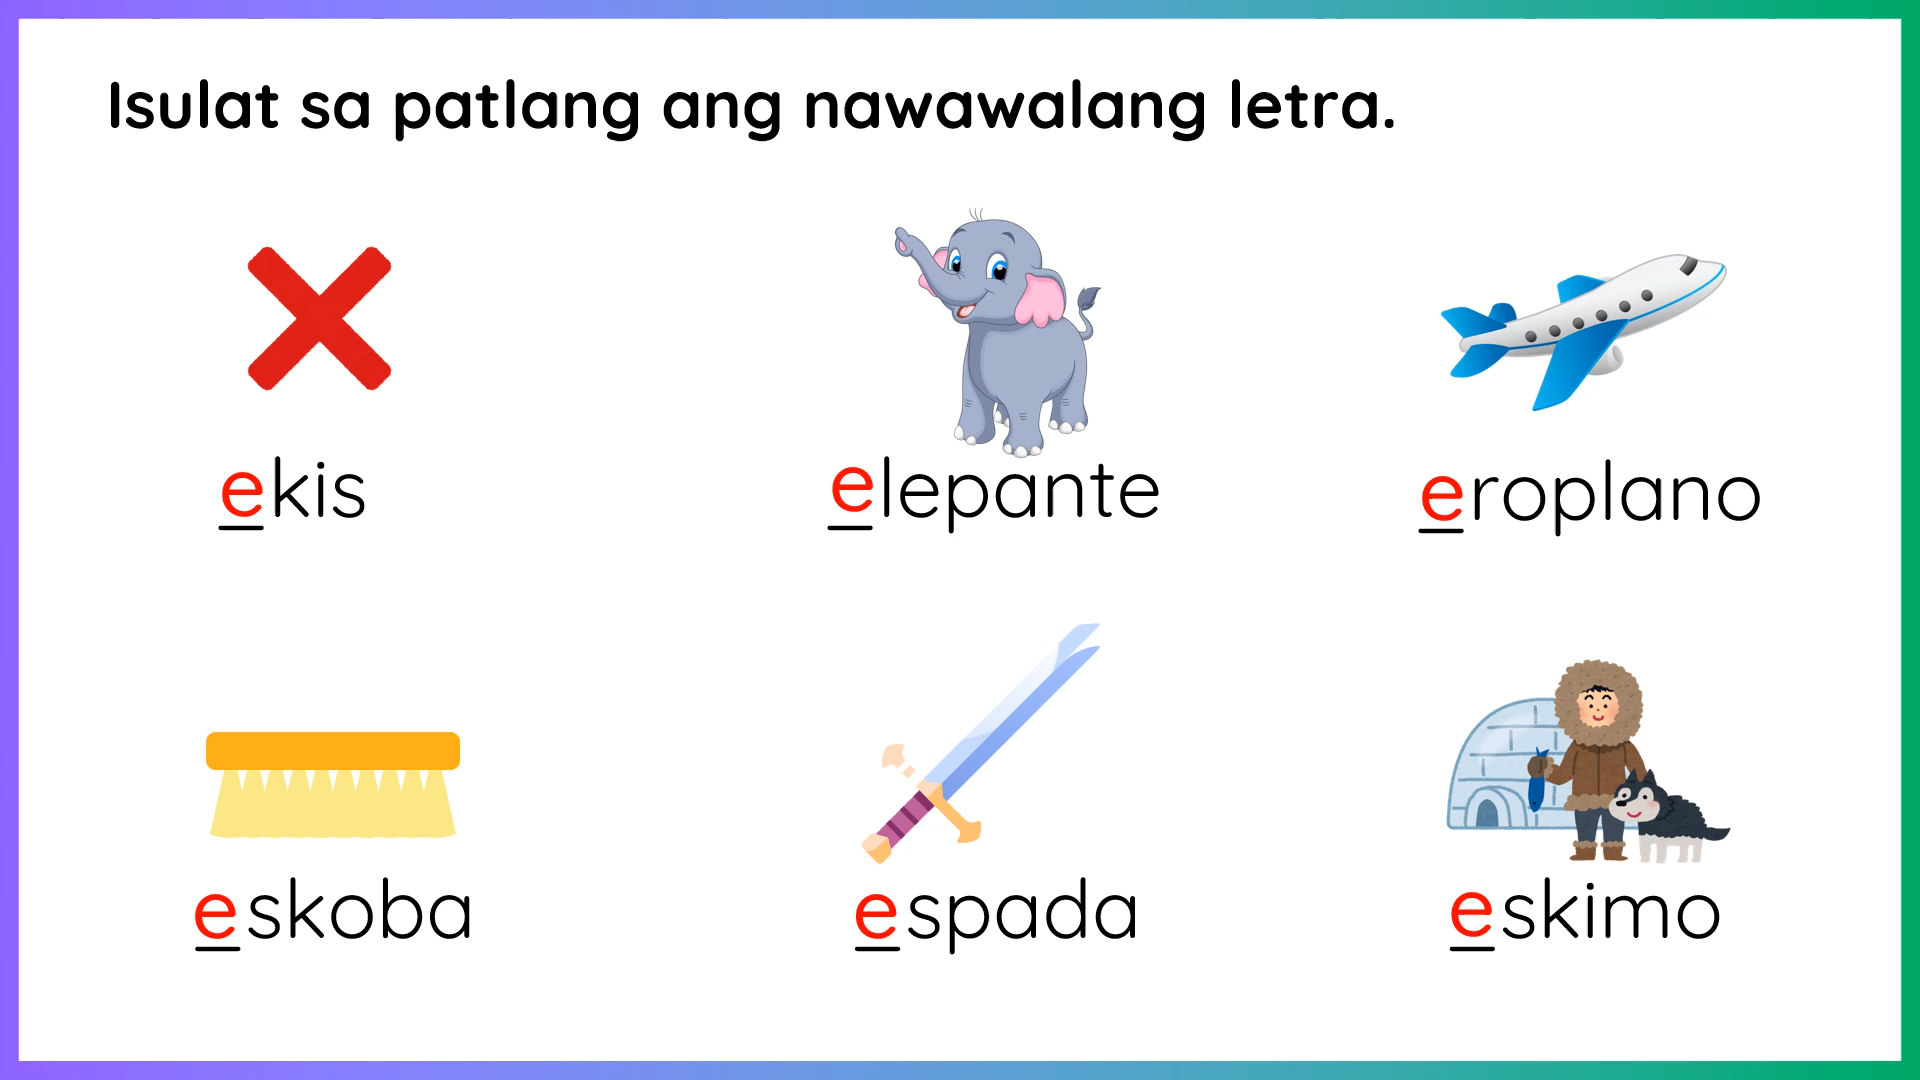 Isulat sa patlang ang nawawalang letra.
ekis
elepante
eroplano
eskoba
espada
eskimo